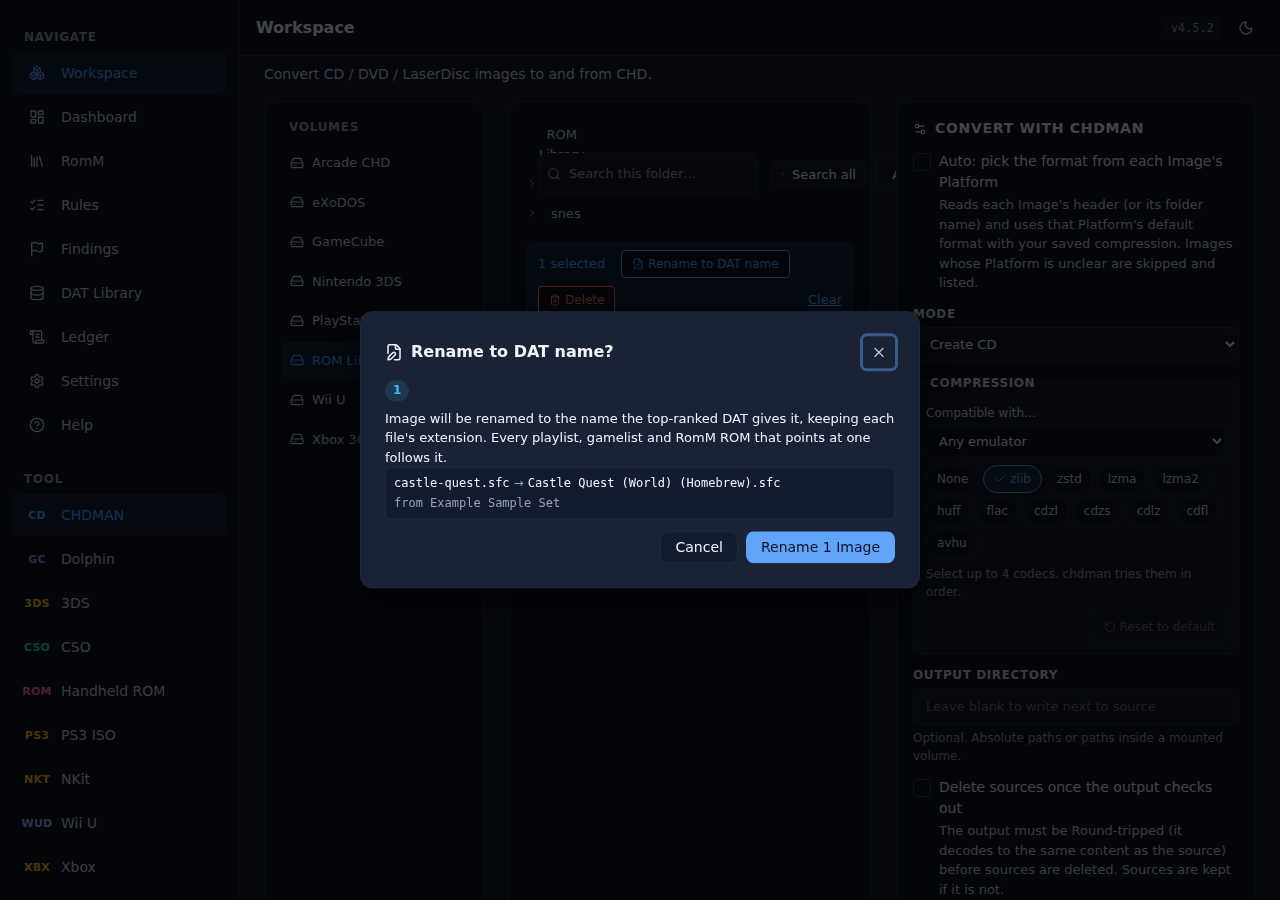 NAVIGATE
Workspace
Dashboard
RomM
Rules
Findings
DAT Library
Ledger
Settings
Help
TOOL
CD CHDMAN
GC Dolphin
3DS 3DS
CSO CSO
ROM Handheld ROM
PS3 PS3 ISO
NKT NKit
WUD Wii U
XBX Xbox
Workspace
v4.5.2
Convert CD / DVD / LaserDisc images to and from CHD.
VOLUMES
Arcade CHD
eXoDOS
GameCube
Nintendo 3DS
ROM Li
Wii U
Xbox
ROM
Library
Search this folder...
Search all
snes
1 selected
Rename to DAT name
Delete
Clear
Rename to DAT name?
1
Image will be renamed to the name the top-ranked DAT gives it, keeping each
file's extension. Every playlist, gamelist and RomM ROM that points at one
follows it.
castle-quest.sfc → Castle Quest (World) (Homebrew).sfc
from Example Sample Set
Cancel
Rename 1 Image
CONVERT WITH CHDMAN
Auto: pick the format from each Image's
Platform
Reads each Image's header (or its folder
name) and uses that Platform's default
format with your saved compression. Images
whose Platform is unclear are skipped and
listed.
MODE
Create CD
COMPRESSION
Compatible with...
Any emulator
None zlib zstd lzma lzma2
huff flac cdzl cdzs cdlz cdfl
avhu
Select up to 4 codecs. chdman tries them in
order.
Reset to default
OUTPUT DIRECTORY
Leave blank to write next to source
Optional. Absolute paths or paths inside a mounted
volume.
Delete sources once the output checks
out
The output must be Round-tripped (it
decodes to the same content as the source)
before sources are deleted. Sources are kept
if it is not.